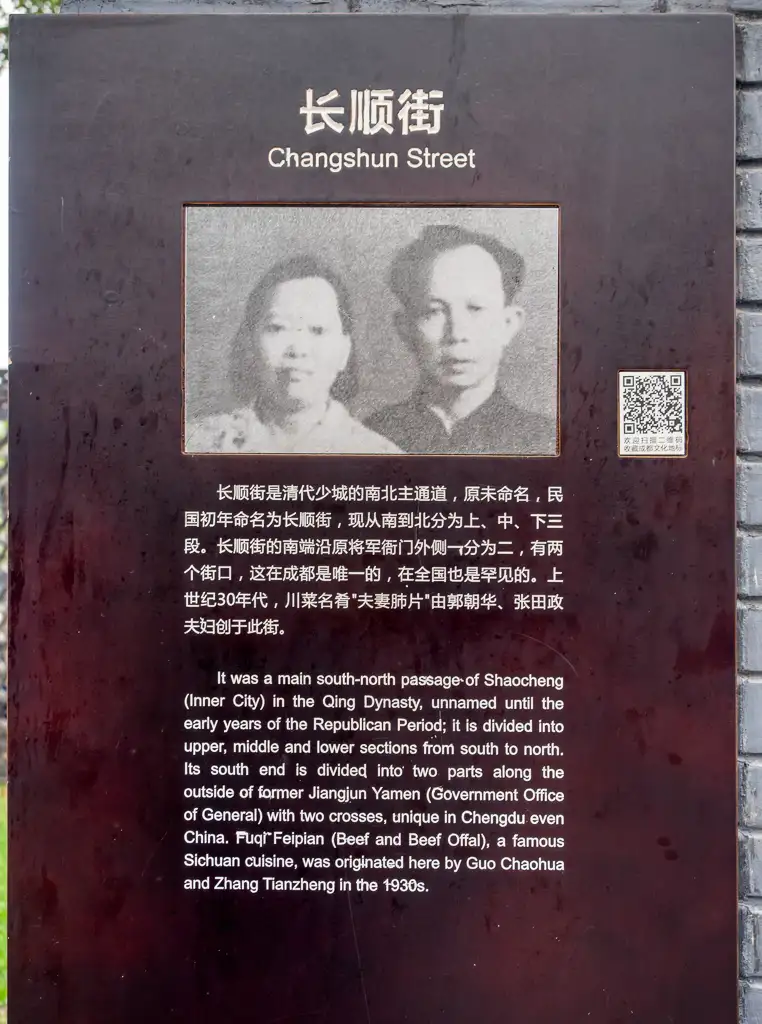 长顺街
Changshun Street
欢迎扫描二维码
收藏成都文化地标
长顺街是清代少城的南北主通道，原未命名，民
国初年命名为长顺街，现从南到北分为上、中、下三
段。长顺街的南端沿原将军衙门外侧一分为二，有两
个街口，这在成都是唯一的，在全国也是罕见的。上
世纪30年代，川菜名肴"夫妻肺片"由郭朝华、张田政
夫妇创于此街。
It was a main south-north passage of Shaocheng
(Inner City) in the Qing Dynasty, unnamed until the
early years of the Republican Period; it is divided into
upper, middle and lower sections from south to north.
Its south end is divided into two parts along the
outside of former Jiangjun Yamen (Government Office
of General) with two crosses, unique in Chengdu even
China. Fuqi Feipian (Beef and Beef Offal), a famous
Sichuan cuisine, was originated here by Guo Chaohua
and Zhang Tianzheng in the 1930s.